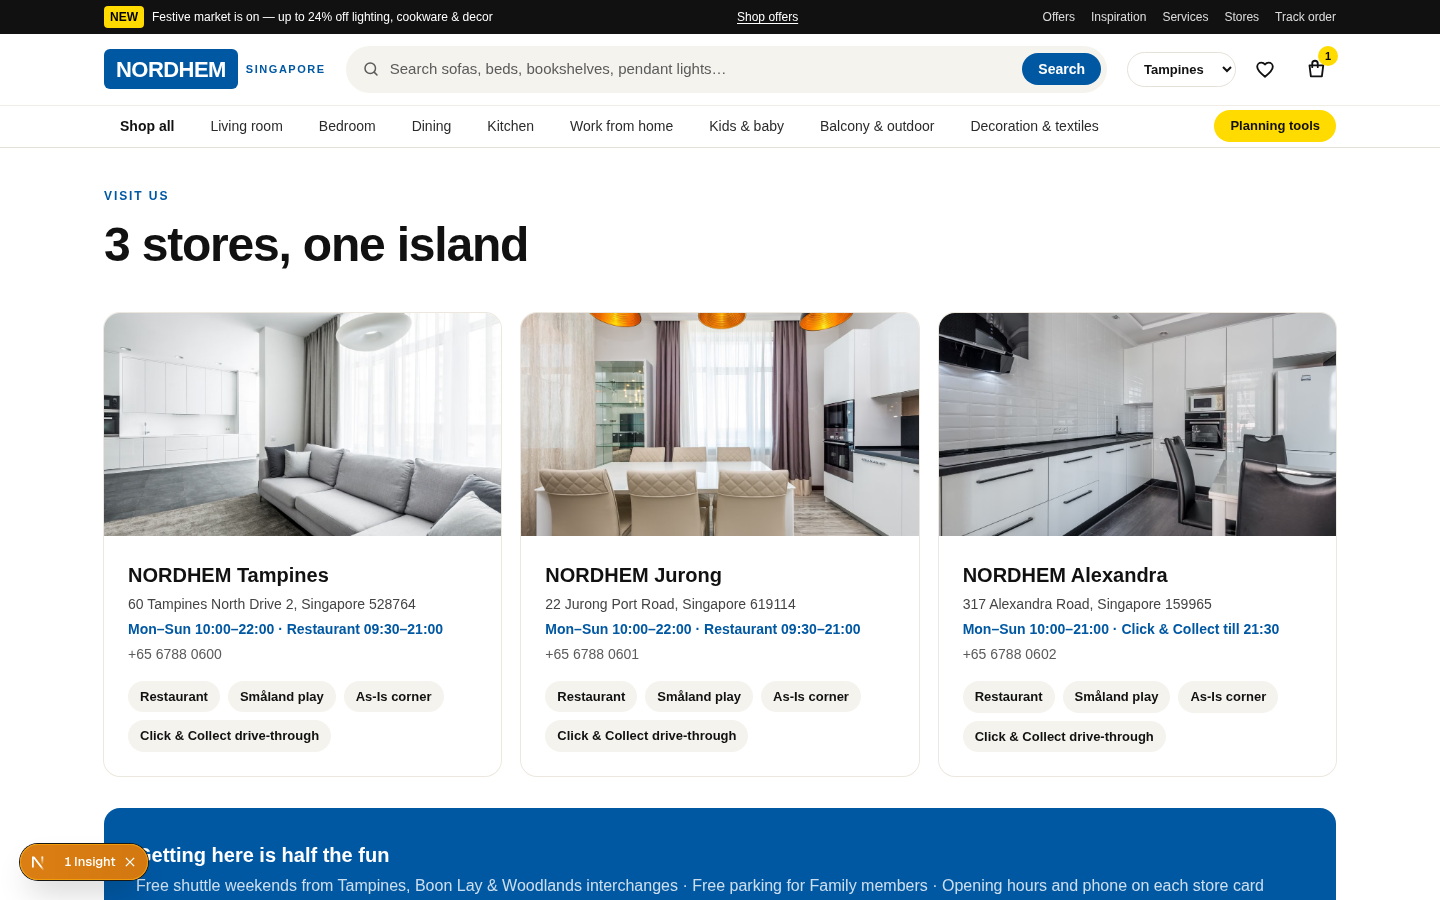 NEW Festive market is on — up to 24% off lighting, cookware & decor Shop offers Offers Inspiration Services Stores Track order
NORDHEM SINGAPORE Search sofas, beds, bookshelves, pendant lights… Search Tampines 1
Shop all Living room Bedroom Dining Kitchen Work from home Kids & baby Balcony & outdoor Decoration & textiles Planning tools
VISIT US
3 stores, one island
NORDHEM Tampines
60 Tampines North Drive 2, Singapore 528764
Mon–Sun 10:00–22:00 · Restaurant 09:30–21:00
+65 6788 0600
Restaurant Småland play As-Is corner
Click & Collect drive-through
NORDHEM Jurong
22 Jurong Port Road, Singapore 619114
Mon–Sun 10:00–22:00 · Restaurant 09:30–21:00
+65 6788 0601
Restaurant Småland play As-Is corner
Click & Collect drive-through
NORDHEM Alexandra
317 Alexandra Road, Singapore 159965
Mon–Sun 10:00–21:00 · Click & Collect till 21:30
+65 6788 0602
Restaurant Småland play As-Is corner
Click & Collect drive-through
Getting here is half the fun
Free shuttle weekends from Tampines, Boon Lay & Woodlands interchanges · Free parking for Family members · Opening hours and phone on each store card
1 Insight